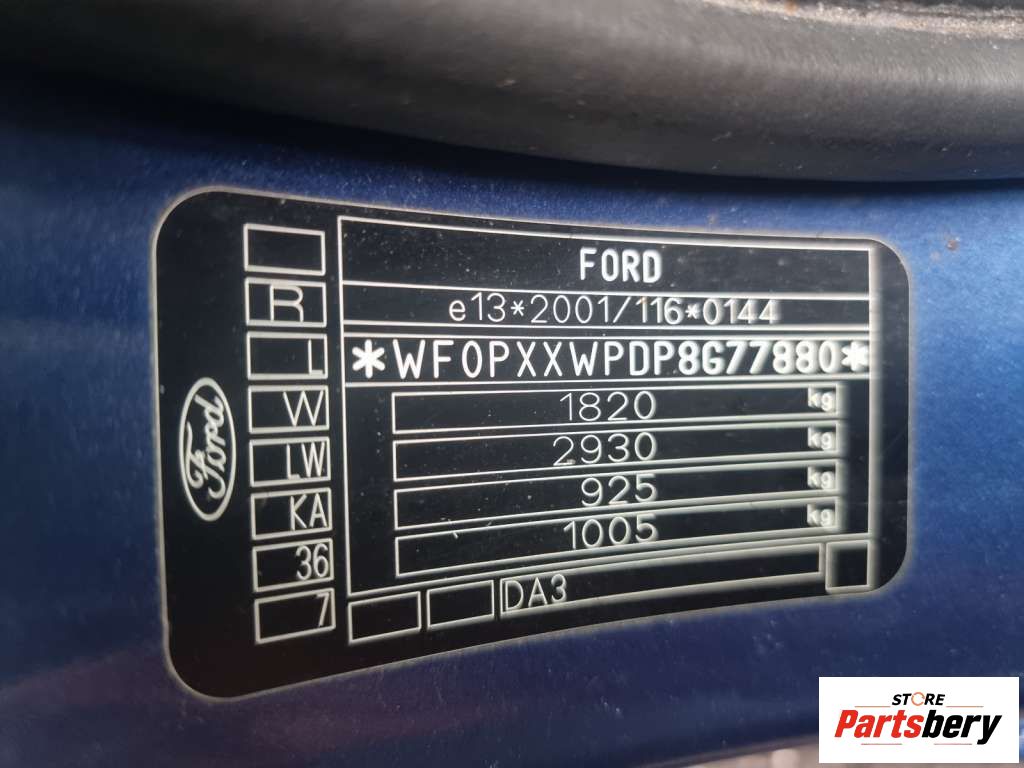 FORD
e13*2001/116*0144
*WF0PXXWPDP8G77880*
1820 kg
2930 kg
925 kg
1005 kg
DA3
R
L
W
LW
KA
36
7
Ford
STORE
Partsbery